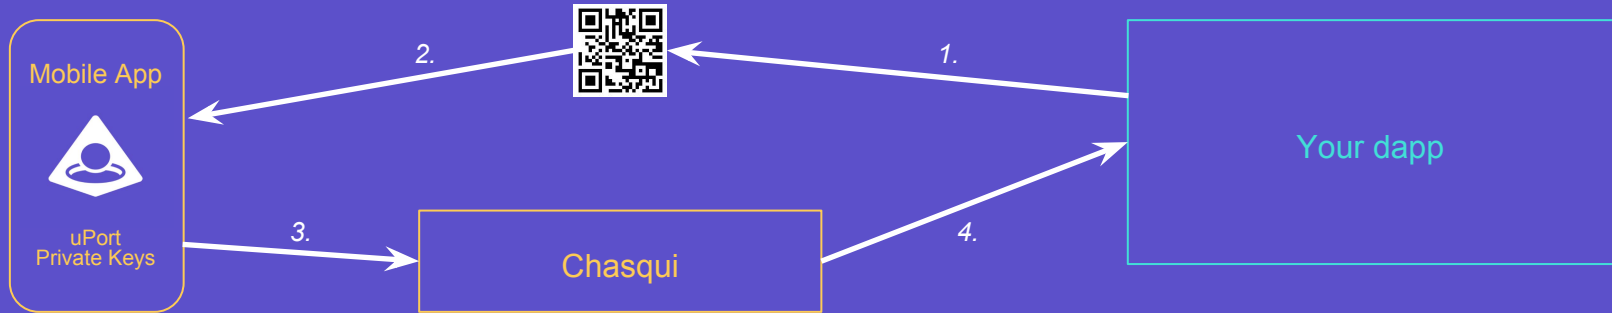 Mobile App
uPort
Private Keys
2.
1.
3.
Chasqui
4.
Your dapp